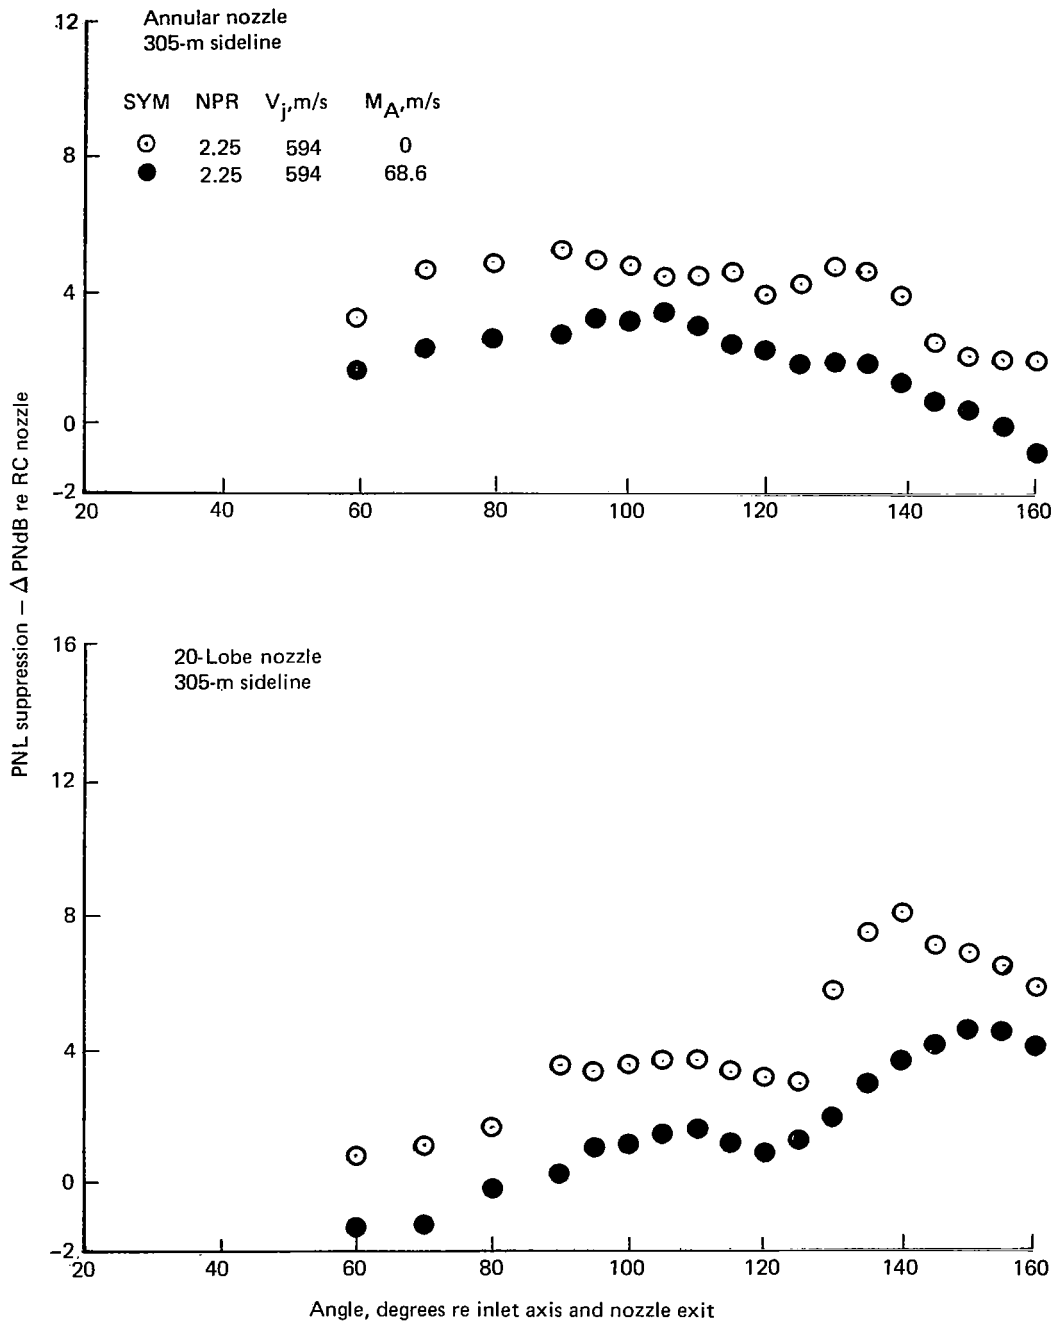 Annular nozzle
305-m sideline
SYM NPR Vj,m/s MA,m/s
2.25 594 0
2.25 594 68.6
12
8
4
0
-2
20 40 60 80 100 120 140 160
PNL suppression – Δ PNdB re RC nozzle
20-Lobe nozzle
305-m sideline
16
12
8
4
0
-2
20 40 60 80 100 120 140 160
Angle, degrees re inlet axis and nozzle exit